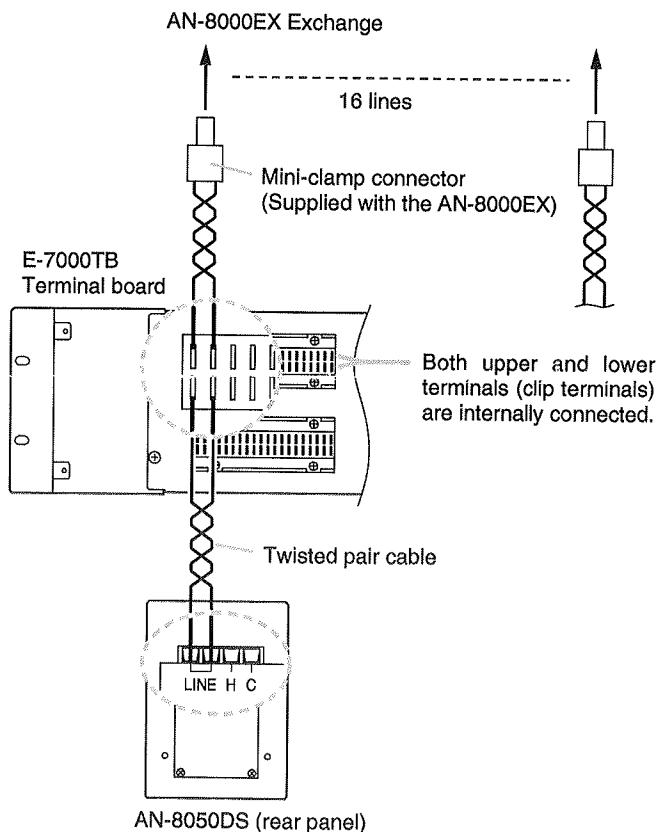 AN-8000EX Exchange
16 lines
Mini-clamp connector
(Supplied with the AN-8000EX)
E-7000TB
Terminal board
Both upper and lower
terminals (clip terminals)
are internally connected.
Twisted pair cable
LINE H C
AN-8050DS (rear panel)